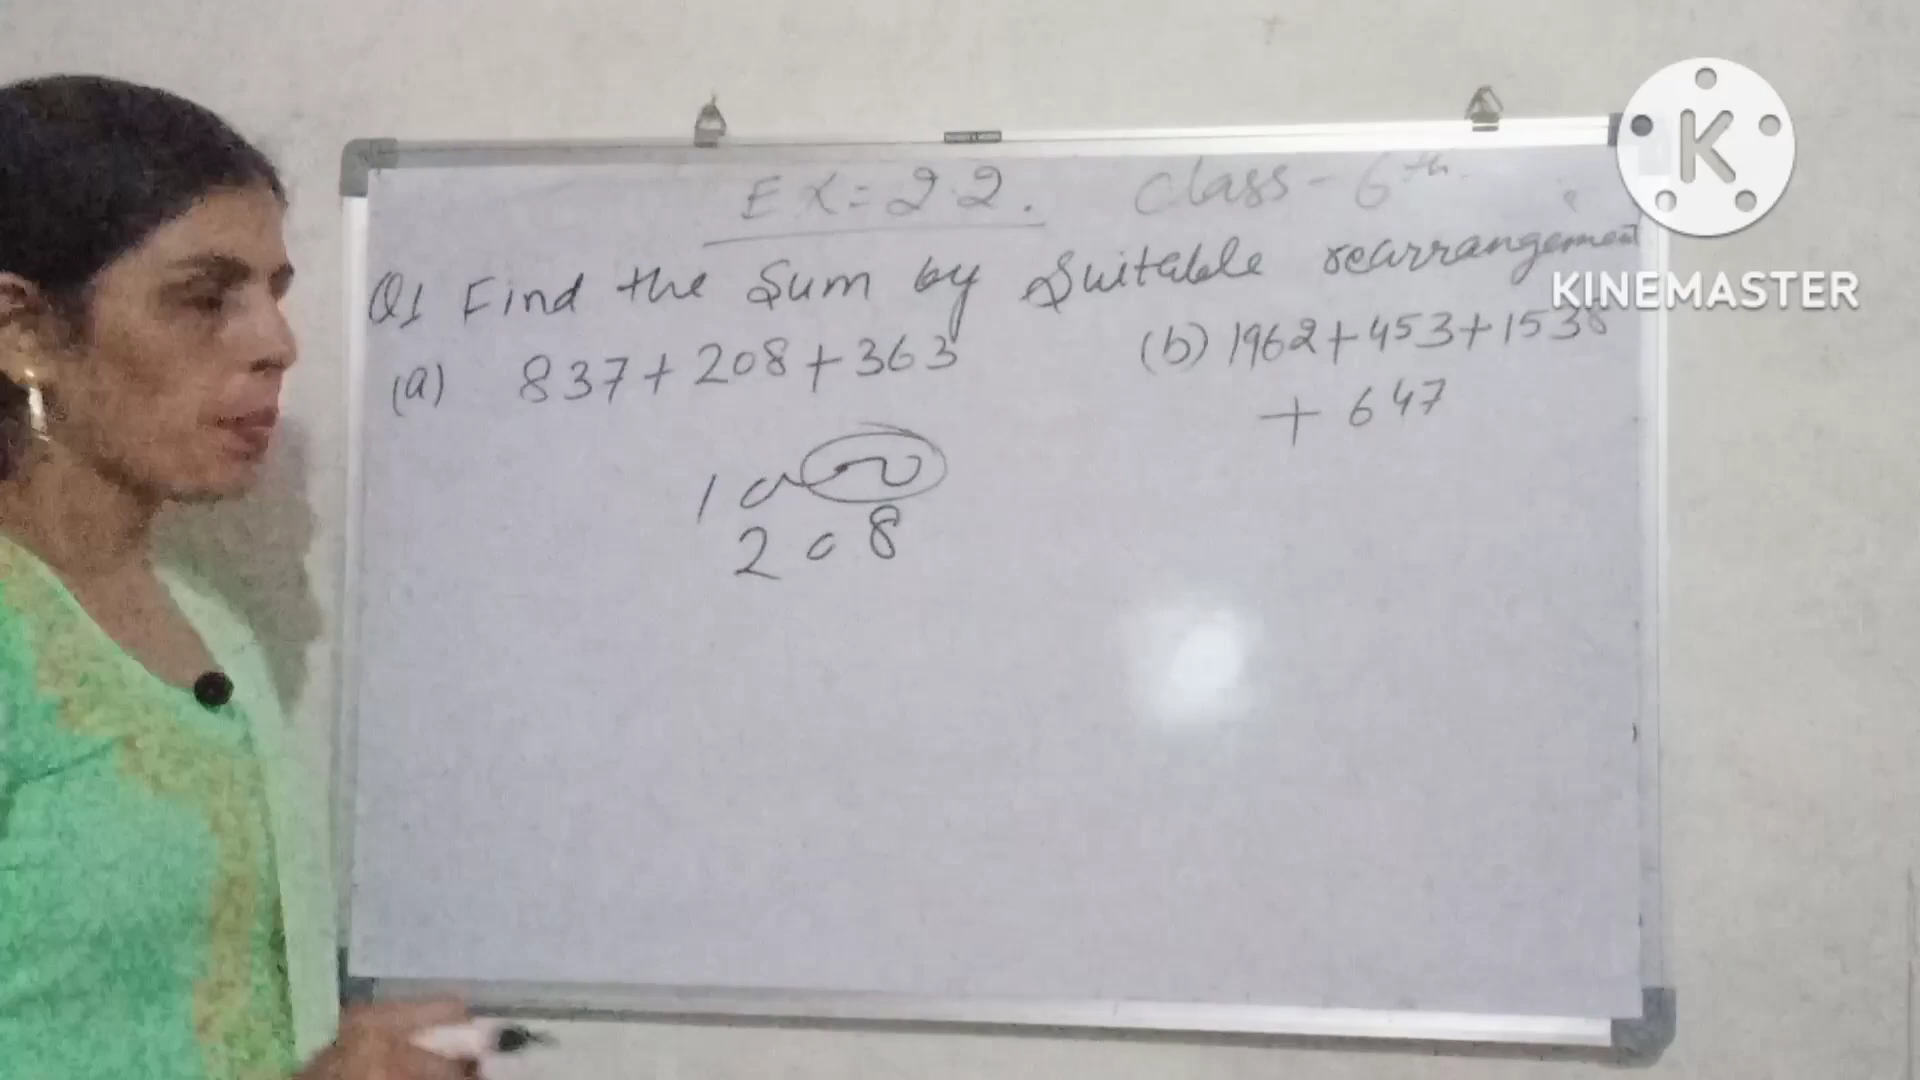 Ex = 2.2. Class - 6th
Q1 Find the Sum by Suitable rearrangement
(a) 837 + 208 + 363
(b) 1962 + 453 + 1538
+ 647
208
K
KINEMASTER